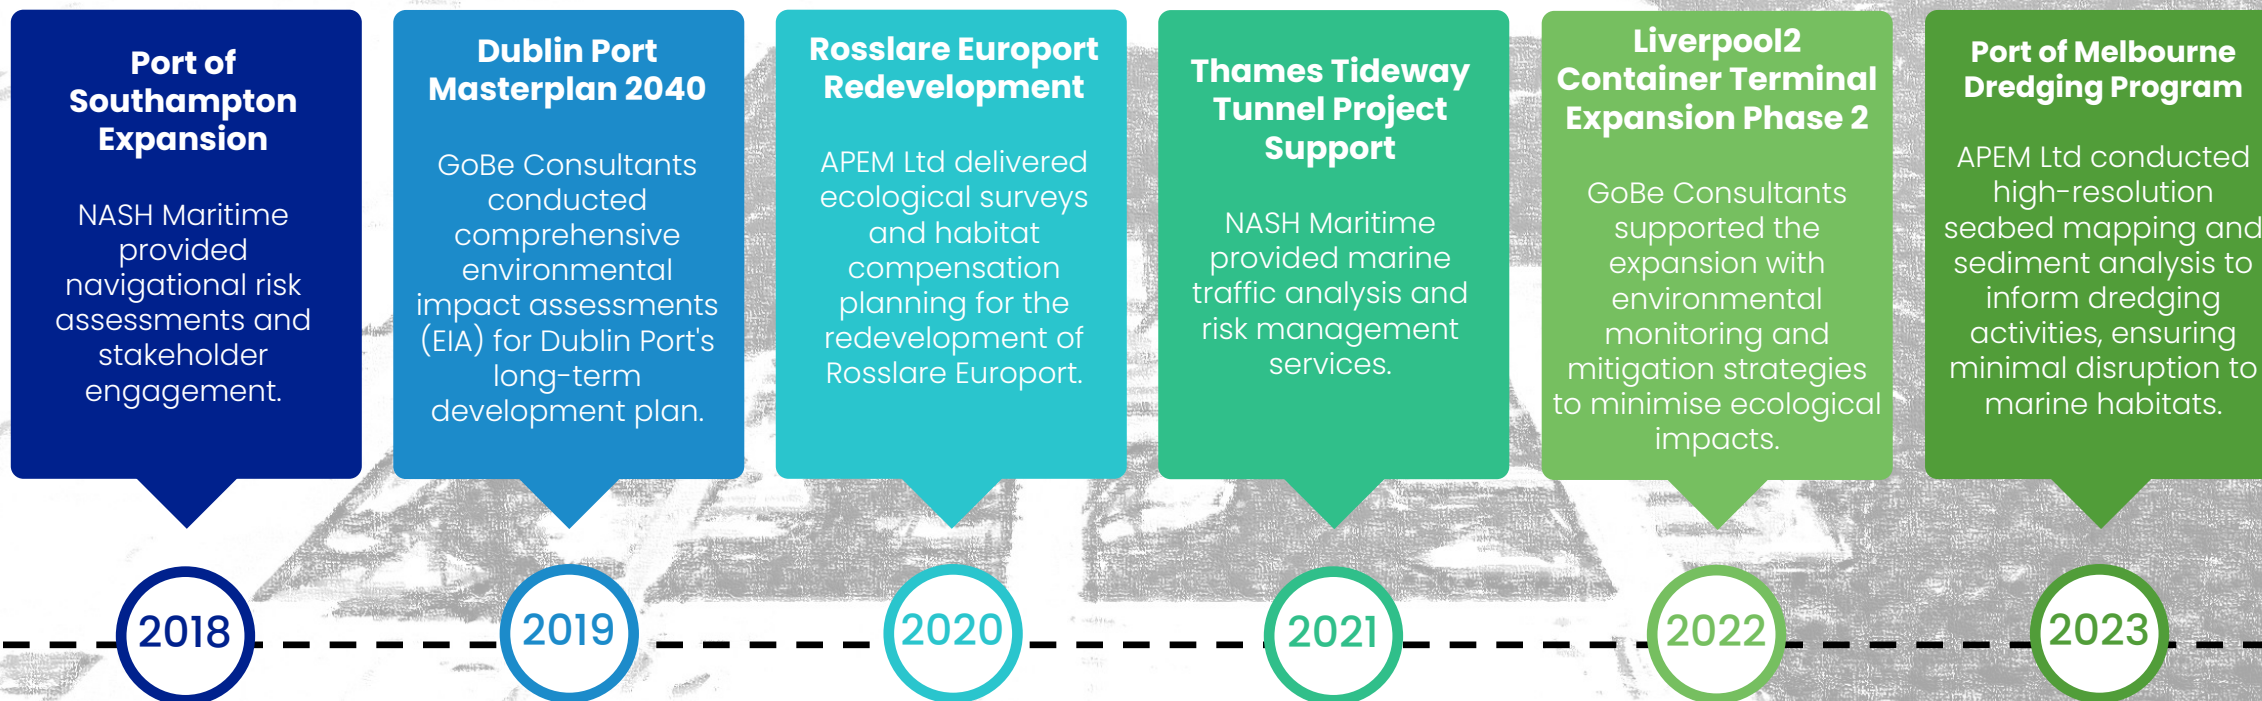 Port of
Southampton
Expansion
NASH Maritime
provided
navigational risk
assessments and
stakeholder
engagement.
Dublin Port
Masterplan 2040
GoBe Consultants
conducted
comprehensive
environmental
impact assessments
(EIA) for Dublin Port's
long-term
development plan.
Rosslare Europort
Redevelopment
APEM Ltd delivered
ecological surveys
and habitat
compensation
planning for the
redevelopment of
Rosslare Europort.
Thames Tideway
Tunnel Project
Support
NASH Maritime
provided marine
traffic analysis and
risk management
services.
Liverpool2
Container Terminal
Expansion Phase 2
GoBe Consultants
supported the
expansion with
environmental
monitoring and
mitigation strategies
to minimise ecological
impacts.
Port of Melbourne
Dredging Program
APEM Ltd conducted
high-resolution
seabed mapping and
sediment analysis to
inform dredging
activities, ensuring
minimal disruption to
marine habitats.
2018
2019
2020
2021
2022
2023